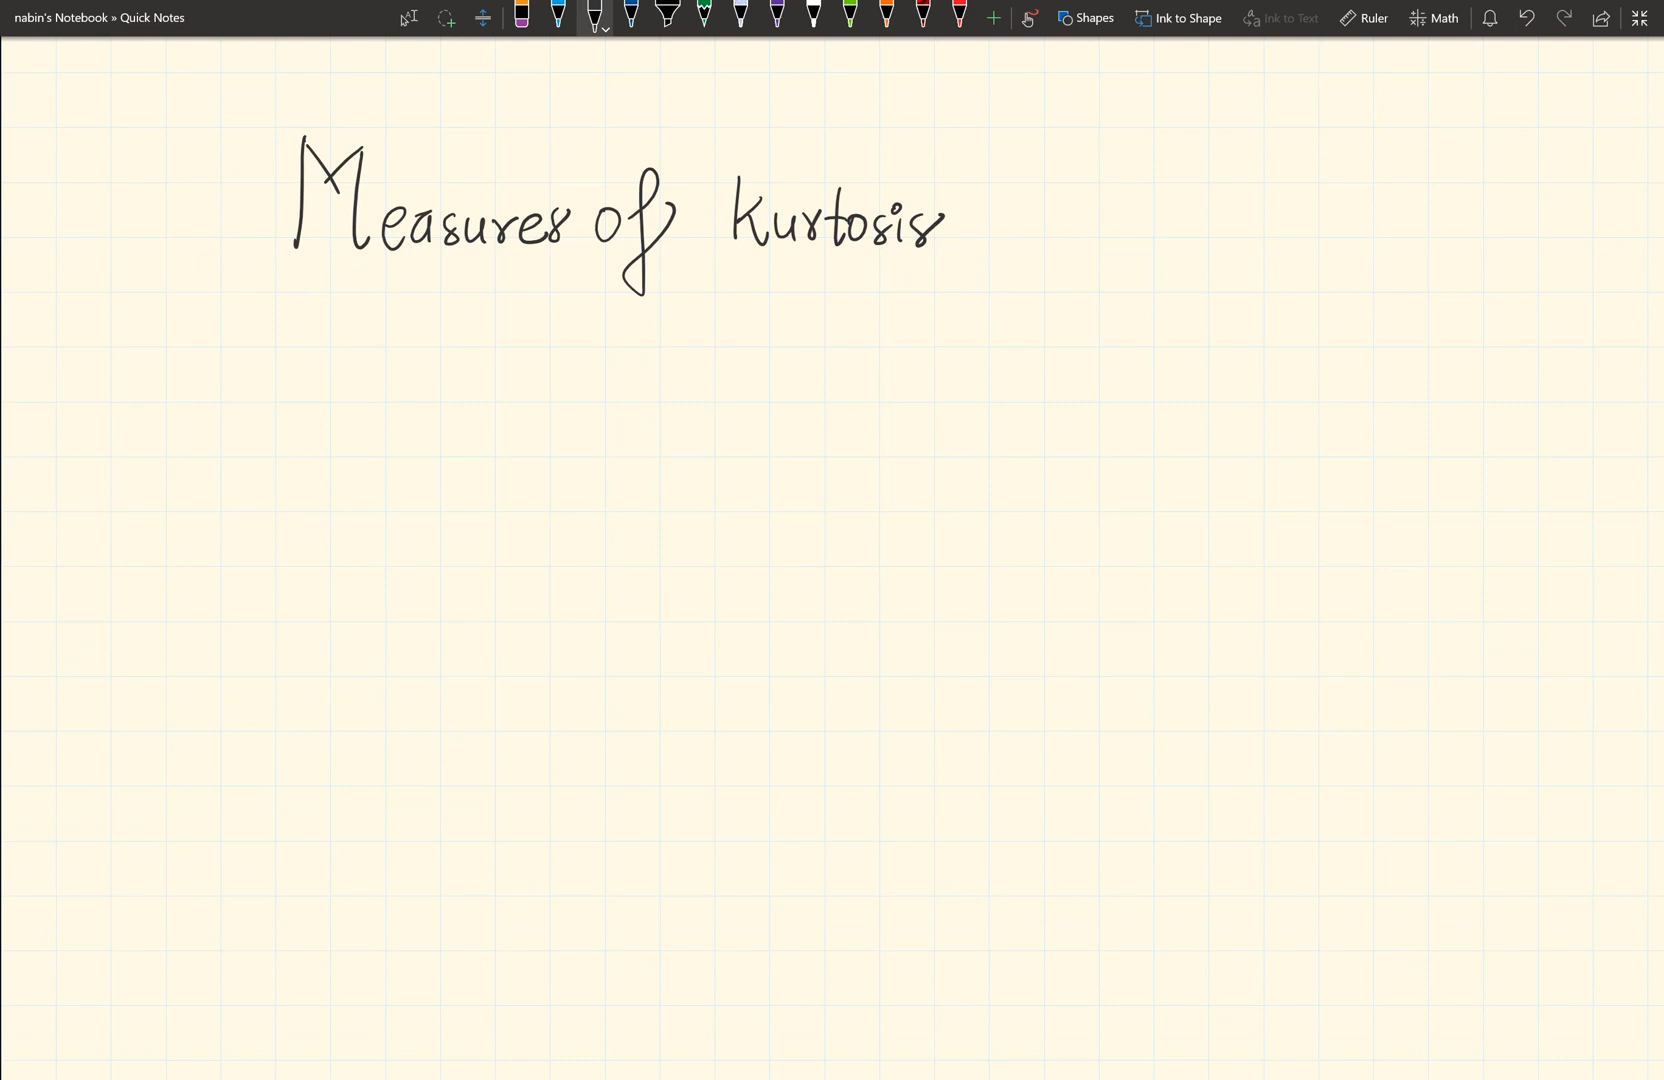 nabin's Notebook » Quick Notes
Shapes
Ink to Shape
Ink to Text
Ruler
Math
Measures of kurtosis